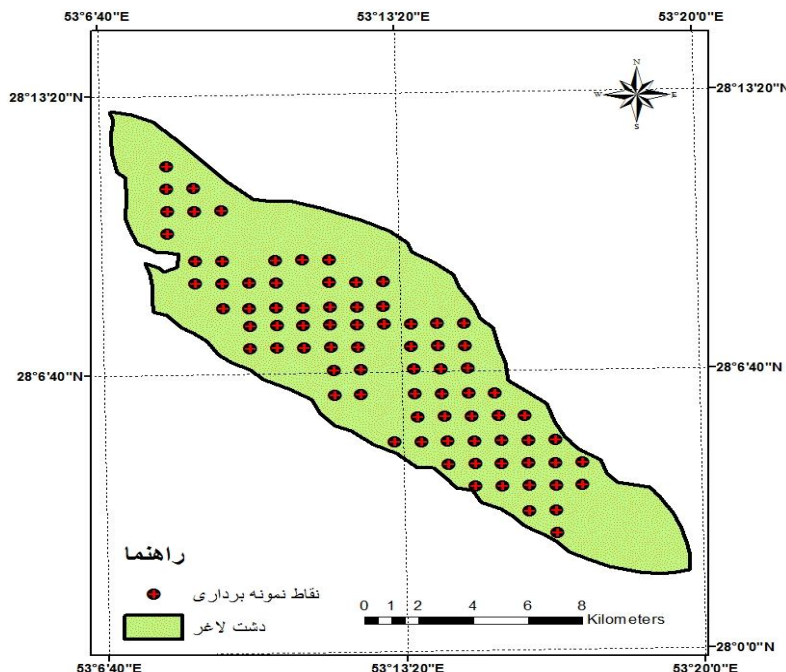 53°6'40"E 53°13'20"E 53°20'0"E
N
W E
S
28°13'20"N 28°13'20"N
28°6'40"N 28°6'40"N
راهنما
نقاط نمونه برداری
دشت لاغر
0 1 2 4 6 8
Kilometers
28°0'0"N
53°6'40"E 53°13'20"E 53°20'0"E